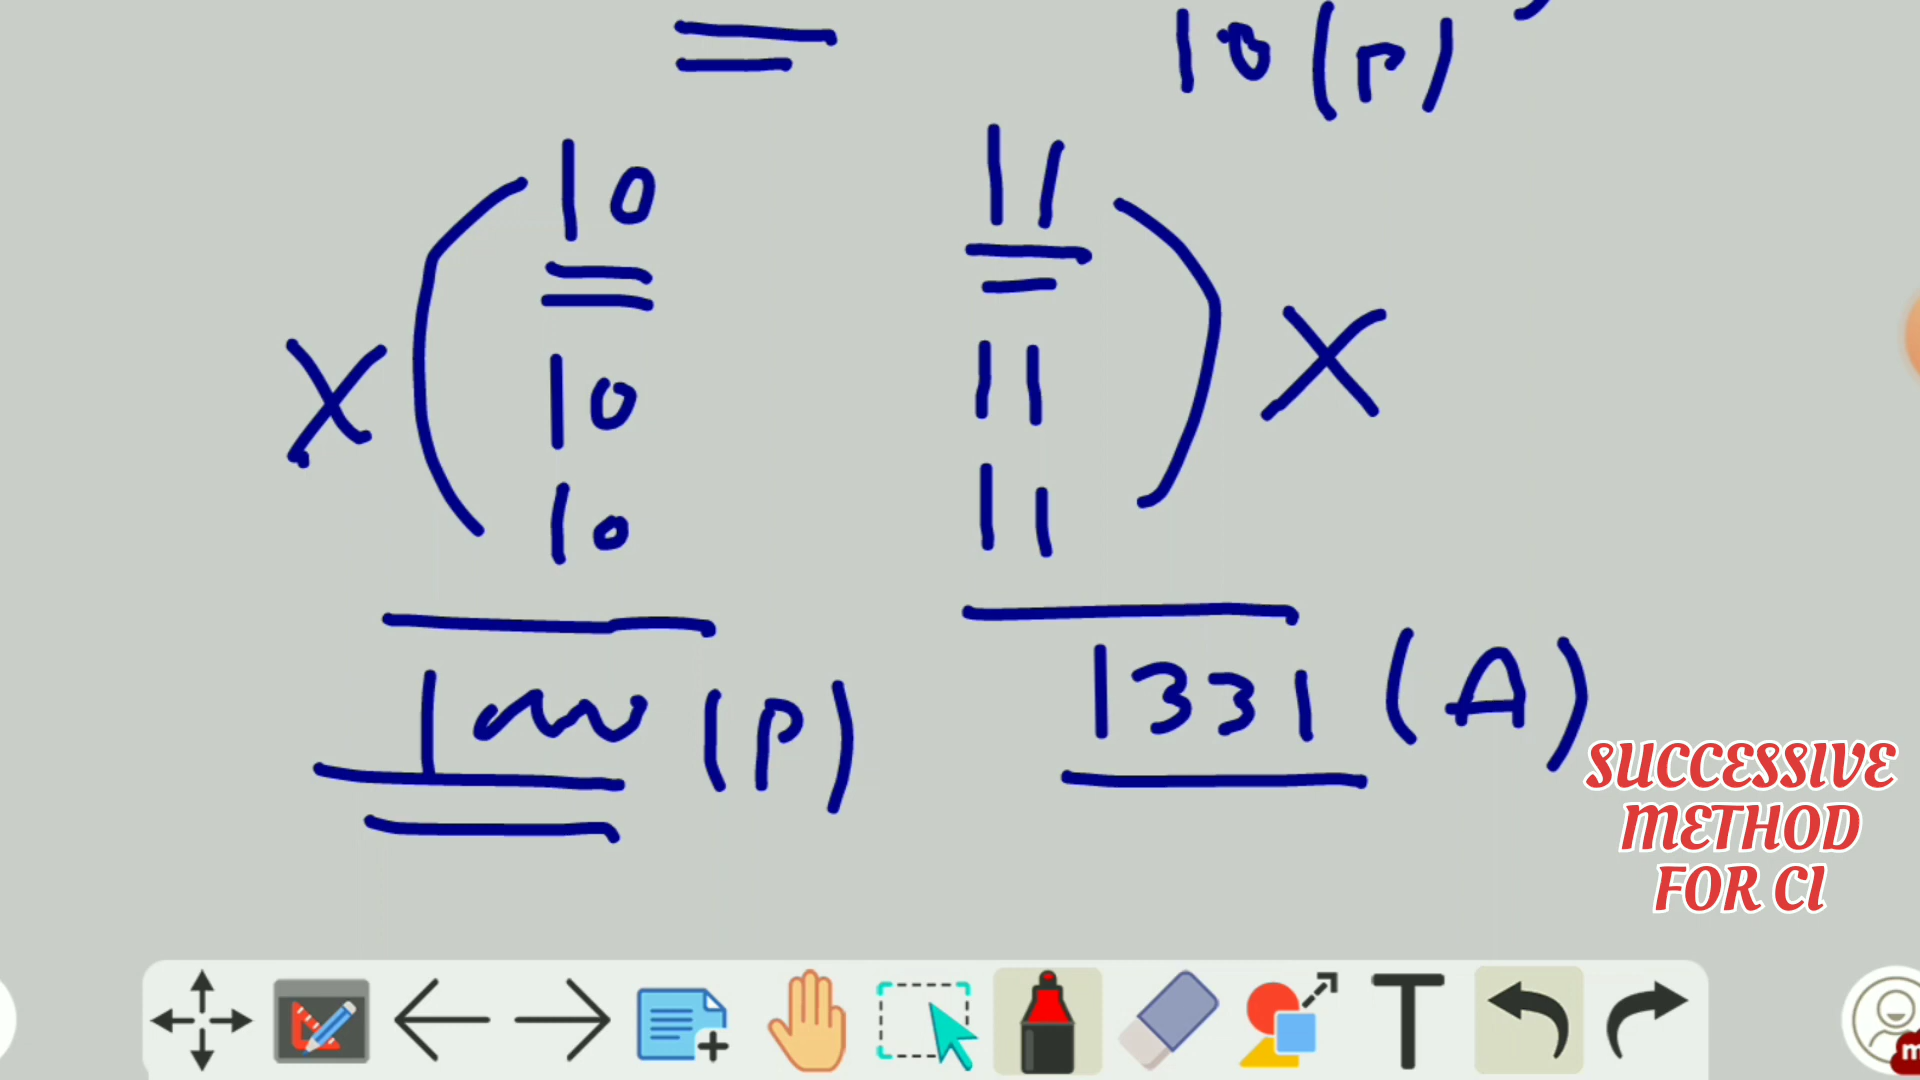 10 (P)
10 11
10 11
10 11
X X
1000 (P) 1331 (A)
SUCCESSIVE
METHOD
FOR CI
T
m